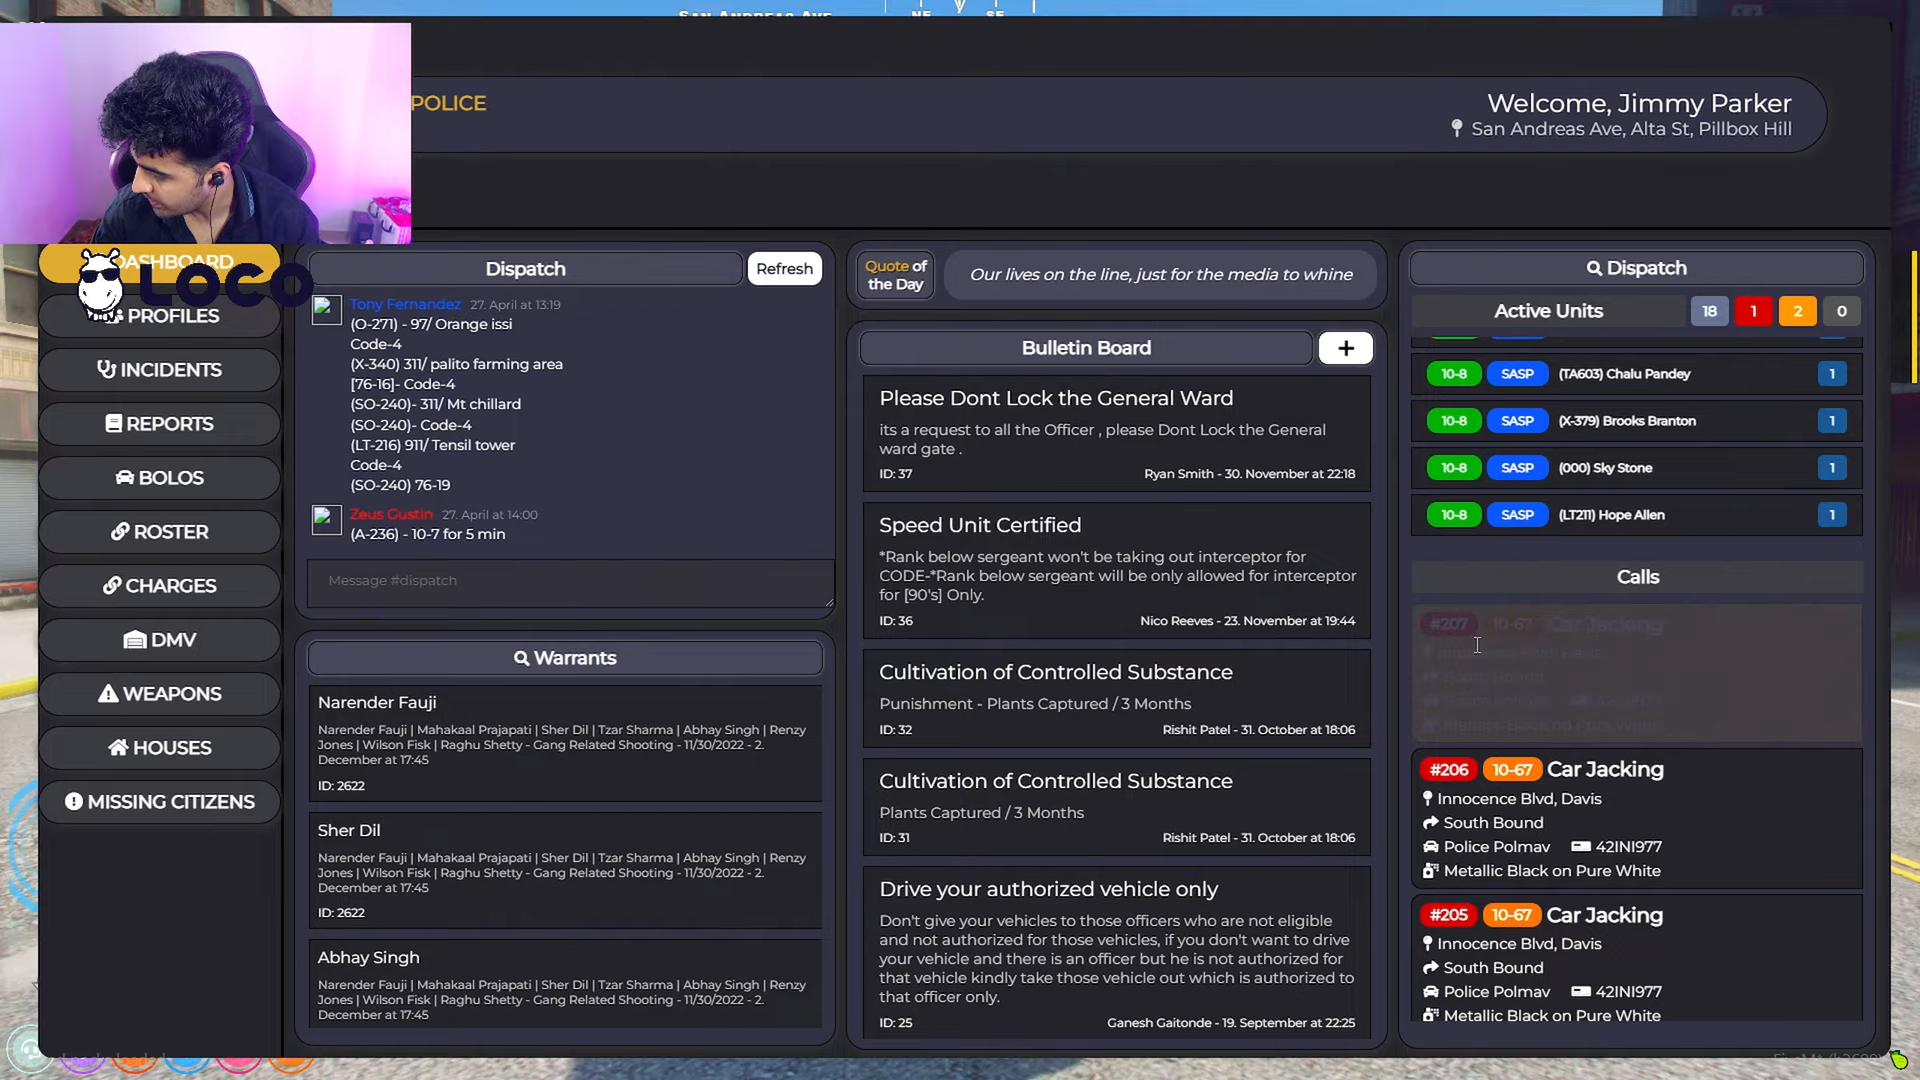 SAN ANDREAS AVE
NE
SE
POLICE
Welcome, Jimmy Parker
San Andreas Ave, Alta St, Pillbox Hill
LOCO
DASHBOARD
PROFILES
INCIDENTS
REPORTS
BOLOS
ROSTER
CHARGES
DMV
WEAPONS
HOUSES
MISSING CITIZENS
Dispatch
Refresh
Tony Fernandez 27. April at 13:19
(O-271) - 97/ Orange issi
Code-4
(X-340) 311/ palito farming area
[76-16]- Code-4
(SO-240)- 311/ Mt chillard
(SO-240)- Code-4
(LT-216) 911/ Tensil tower
Code-4
(SO-240) 76-19
Zeus Gustin 27. April at 14:00
(A-236) - 10-7 for 5 min
Message #dispatch
Warrants
Narender Fauji
Narender Fauji | Mahakaal Prajapati | Sher Dil | Tzar Sharma | Abhay Singh | Renzy
Jones | Wilson Fisk | Raghu Shetty - Gang Related Shooting - 11/30/2022 - 2.
December at 17:45
ID: 2622
Sher Dil
Narender Fauji | Mahakaal Prajapati | Sher Dil | Tzar Sharma | Abhay Singh | Renzy
Jones | Wilson Fisk | Raghu Shetty - Gang Related Shooting - 11/30/2022 - 2.
December at 17:45
ID: 2622
Abhay Singh
Narender Fauji | Mahakaal Prajapati | Sher Dil | Tzar Sharma | Abhay Singh | Renzy
Jones | Wilson Fisk | Raghu Shetty - Gang Related Shooting - 11/30/2022 - 2.
December at 17:45
Quote of
the Day
Our lives on the line, just for the media to whine
Bulletin Board
+
Please Dont Lock the General Ward
its a request to all the Officer , please Dont Lock the General
ward gate .
ID: 37
Ryan Smith - 30. November at 22:18
Speed Unit Certified
*Rank below sergeant won't be taking out interceptor for
CODE-*Rank below sergeant will be only allowed for interceptor
for [90's] Only.
ID: 36
Nico Reeves - 23. November at 19:44
Cultivation of Controlled Substance
Punishment - Plants Captured / 3 Months
ID: 32
Rishit Patel - 31. October at 18:06
Cultivation of Controlled Substance
Plants Captured / 3 Months
ID: 31
Rishit Patel - 31. October at 18:06
Drive your authorized vehicle only
Don't give your vehicles to those officers who are not eligible
and not authorized for those vehicles, if you don't want to drive
your vehicle and there is an officer but he is not authorized for
that vehicle kindly take those vehicle out which is authorized to
that officer only.
ID: 25
Ganesh Gaitonde - 19. September at 22:25
Dispatch
Active Units 18 1 2 0
10-8 SASP (TA603) Chalu Pandey 1
10-8 SASP (X-379) Brooks Branton 1
10-8 SASP (000) Sky Stone 1
10-8 SASP (LT211) Hope Allen 1
Calls
#207 10-67 Car Jacking
#206 10-67 Car Jacking
Innocence Blvd, Davis
South Bound
Police Polmav 42INI977
Metallic Black on Pure White
#205 10-67 Car Jacking
Innocence Blvd, Davis
South Bound
Police Polmav 42INI977
Metallic Black on Pure White